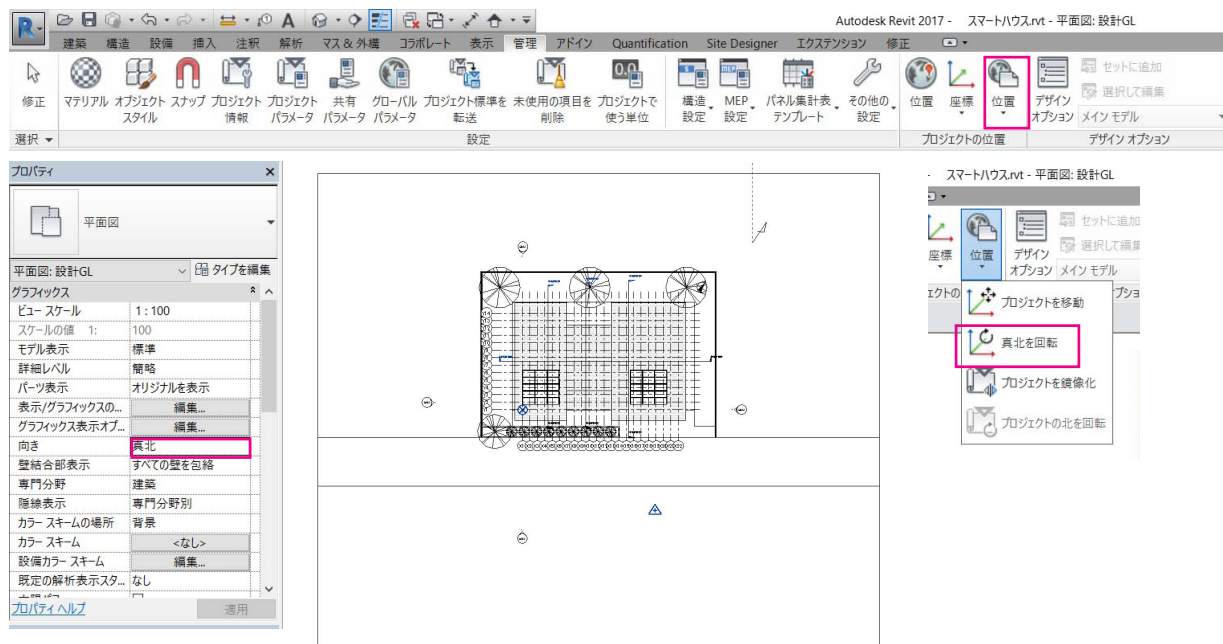 Autodesk Revit 2017 - スマートハウス.rvt - 平面図: 設計GL
建築 構造 設備 挿入 注釈 解析 マス & 外構 コラボレート 表示 管理 アドイン Quantification Site Designer エクステンション 修正
修正
マテリアル
オブジェクト
スタイル
スナップ
プロジェクト
情報
プロジェクト
パラメータ
共有
パラメータ
グローバル
パラメータ
プロジェクト標準を
転送
未使用の項目を
削除
プロジェクトで
使う単位
構造
設定
MEP
設定
パネル集計表
テンプレート
その他の
設定
位置
座標
位置
デザイン
オプション
セットに追加
選択して編集
メイン モデル
選択
設定
プロジェクトの位置
デザイン オプション
プロパティ
平面図
平面図: 設計GL
タイプを編集
グラフィックス
ビュー スケール 1 : 100
スケールの値 1: 100
モデル表示 標準
詳細レベル 簡略
パーツ表示 オリジナルを表示
表示/グラフィックスの... 編集...
グラフィックス表示オプ... 編集...
向き 真北
壁結合部表示 すべての壁を包絡
専門分野 建築
隠線表示 専門分野別
カラー スキームの場所 背景
カラー スキーム <なし>
設備カラー スキーム 編集...
既定の解析表示スタ... なし
プロパティ ヘルプ
適用
- スマートハウス.rvt - 平面図: 設計GL
座標
位置
デザイン
オプション
セットに追加
選択して編集
メイン モデル
プロジェクトを移動
真北を回転
プロジェクトを鏡像化
プロジェクトの北を回転